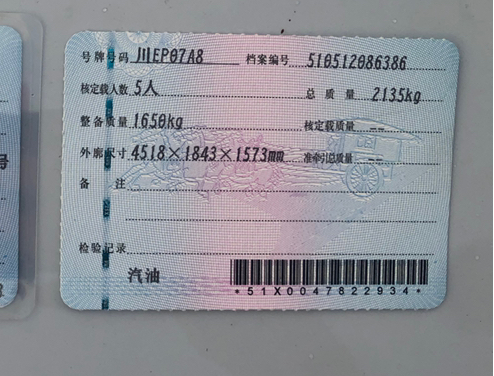 号牌号码 川EP07A8 档案编号 510512086386
核定载人数 5人 总质量 2135kg
整备质量 1650kg 核定载质量 --
外廓尺寸 4518×1843×1573mm 准牵引总质量 --
备注
检验记录
汽油
*51X0047822934*